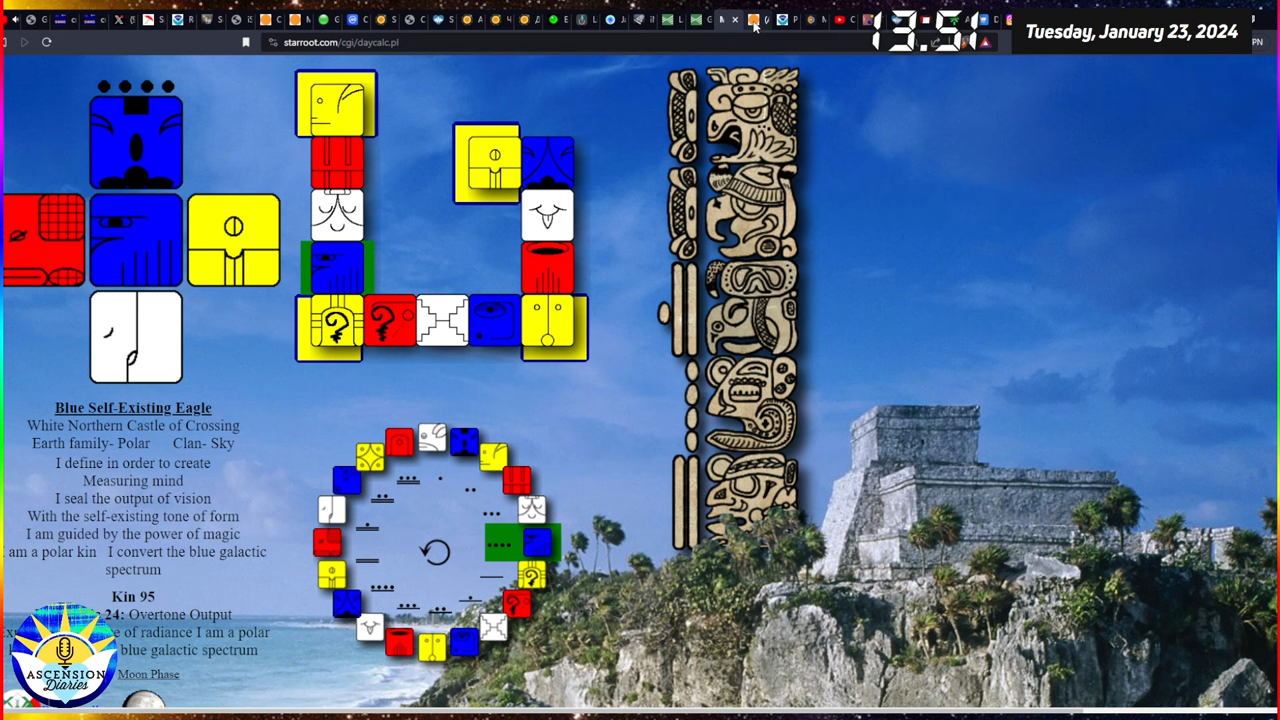 13:51
Tuesday, January 23, 2024
starroot.com/cgi/daycalc.pl
Blue Self-Existing Eagle
White Northern Castle of Crossing
Earth family- Polar Clan- Sky
I define in order to create
Measuring mind
I seal the output of vision
With the self-existing tone of form
I am guided by the power of magic
am a polar kin I convert the blue galactic
spectrum
Kin 95
24: Overtone Output
of radiance I am a polar
blue galactic spectrum
Moon Phase
ASCENSION
Diaries